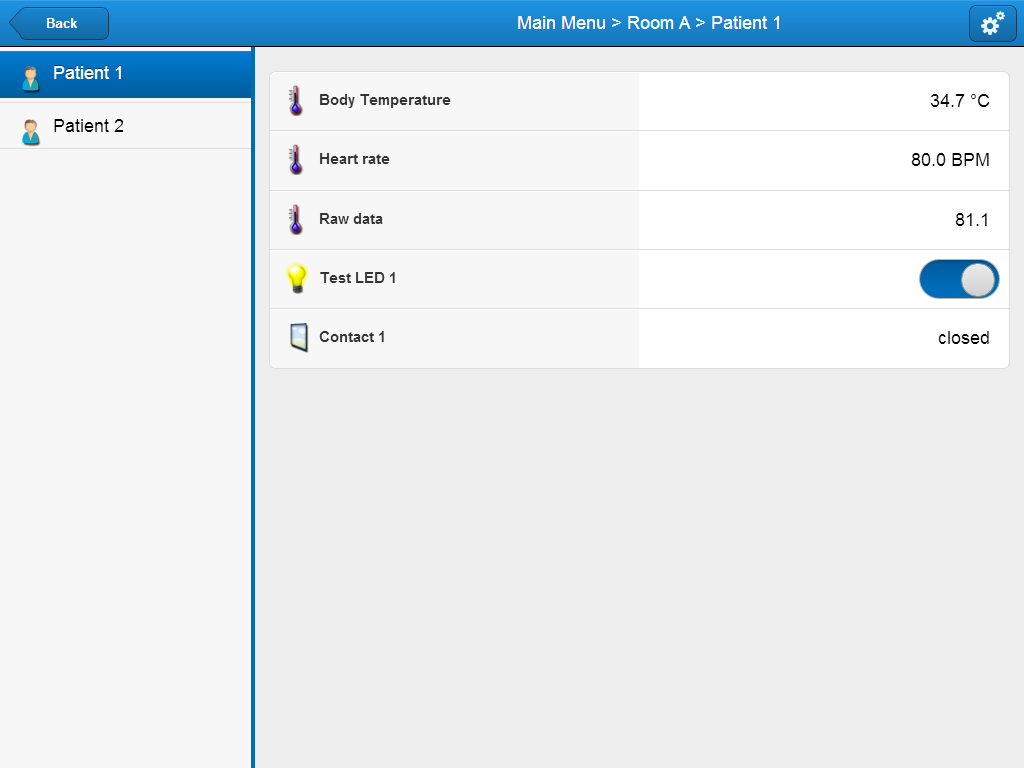 Back
Main Menu > Room A > Patient 1
Patient 1
Patient 2
Body Temperature 34.7 °C
Heart rate 80.0 BPM
Raw data 81.1
Test LED 1
Contact 1 closed